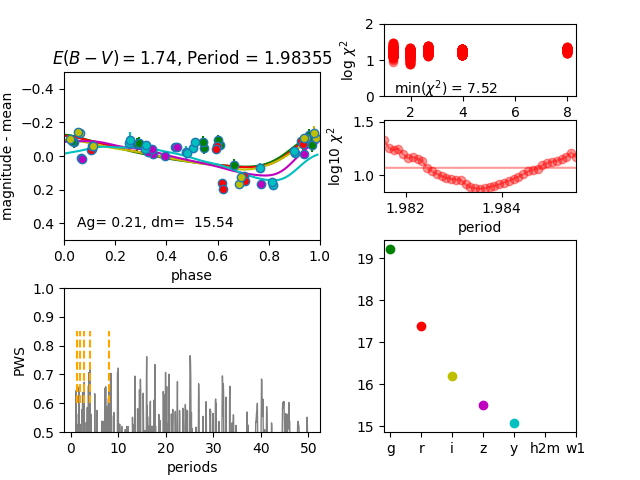 E(B − V) = 1.74, Period = 1.98355
magnitude - mean
−0.4
−0.2
0.0
0.2
0.4
Ag= 0.21, dm=  15.54
0.0 0.2 0.4 0.6 0.8 1.0
phase
log χ²
2
1
0
min(χ²) = 7.52
2 4 6 8
log10 χ²
1.5
1.0
1.982 1.984
period
PWS
1.0
0.9
0.8
0.7
0.6
0.5
0 10 20 30 40 50
periods
19
18
17
16
15
g r i z y h2m w1